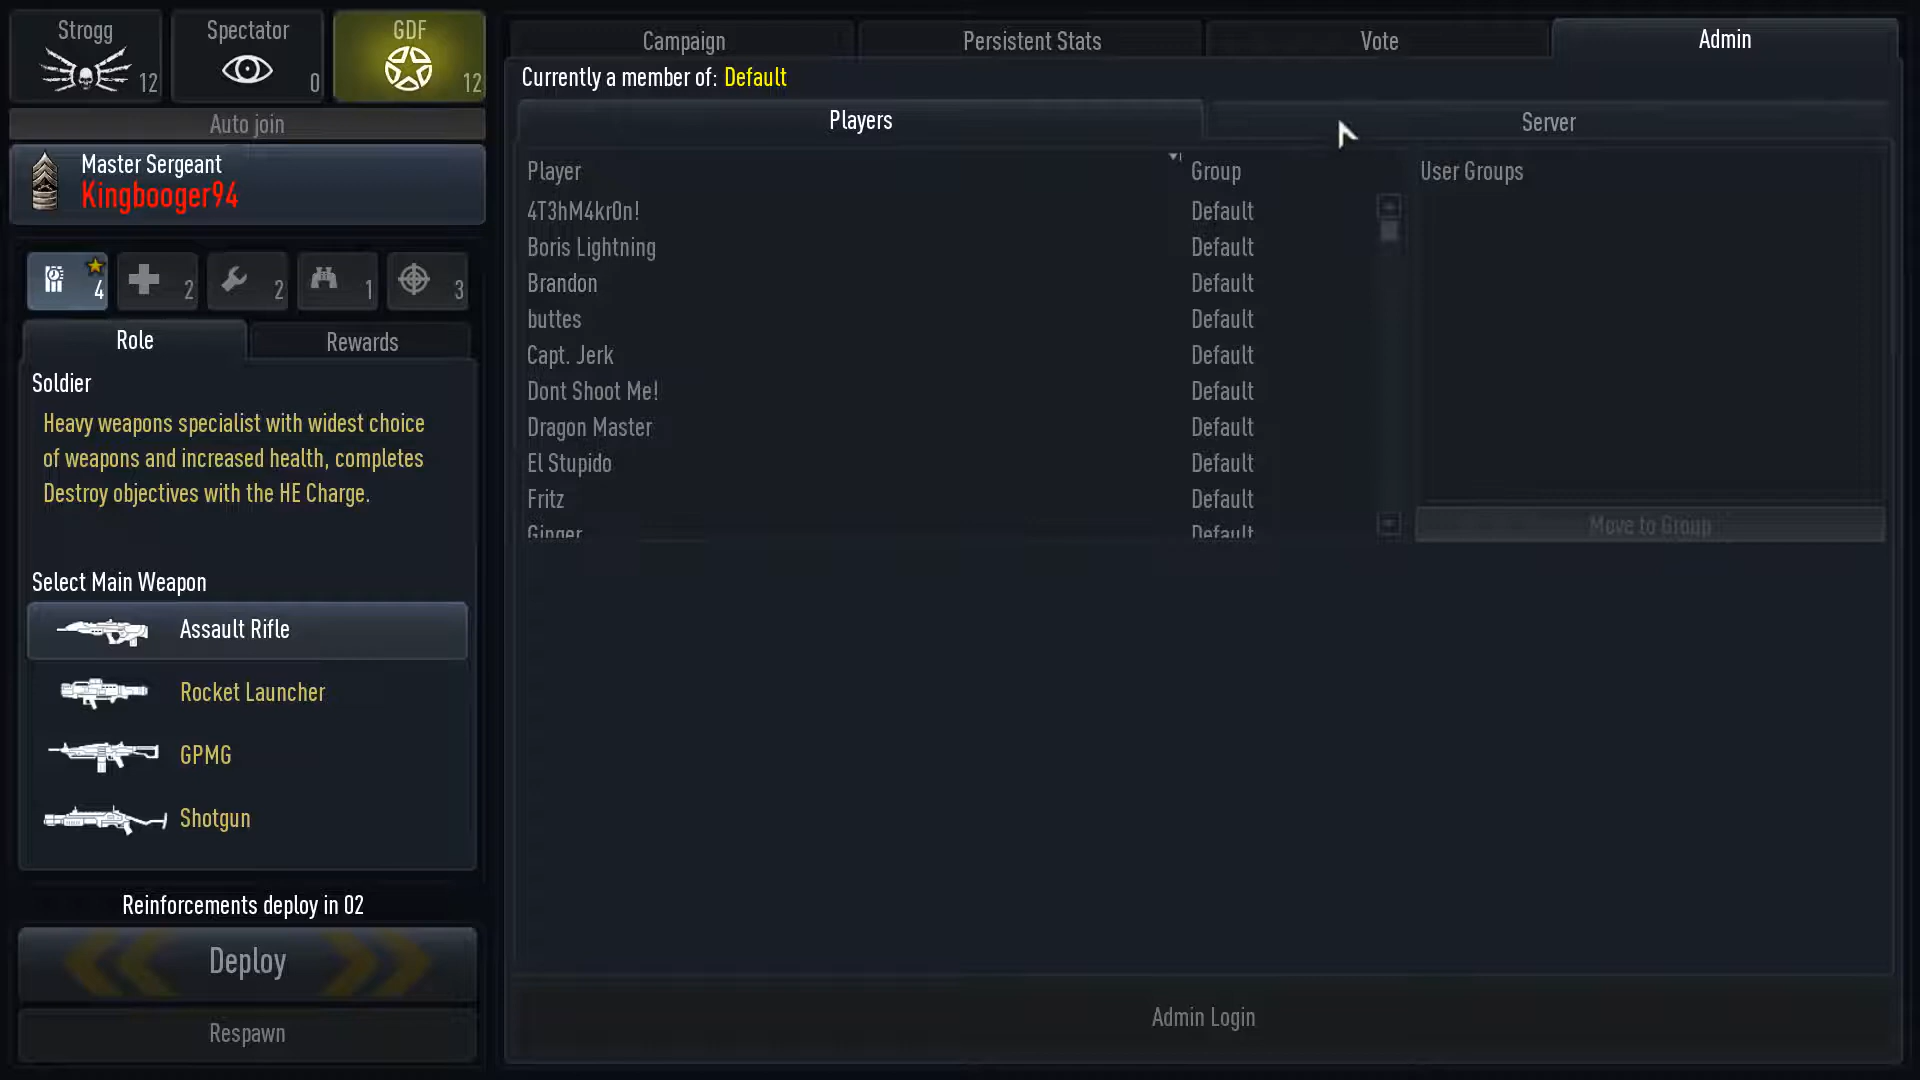 Strogg
12
Spectator
0
GDF
12
Auto join
Master Sergeant
Kingbooger94
4
2
2
1
3
Role
Rewards
Soldier
Heavy weapons specialist with widest choice
of weapons and increased health, completes
Destroy objectives with the HE Charge.
Select Main Weapon
Assault Rifle
Rocket Launcher
GPMG
Shotgun
Reinforcements deploy in 02
Deploy
Respawn
Campaign
Persistent Stats
Vote
Admin
Currently a member of: Default
Players
Server
Player Group User Groups
4T3hM4kr0n! Default
Boris Lightning Default
Brandon Default
buttes Default
Capt. Jerk Default
Dont Shoot Me! Default
Dragon Master Default
El Stupido Default
Fritz Default
Ginger Default
Move to Group
Admin Login